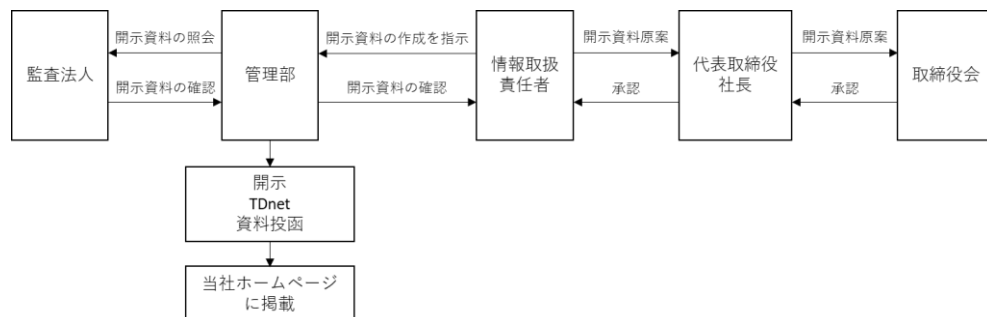 開示資料の照会
開示資料の作成を指示
開示資料原案
開示資料原案
監査法人
管理部
情報取扱
責任者
代表取締役
社長
取締役会
開示資料の確認
開示資料の確認
承認
承認
開示
TDnet
資料投函
当社ホームページ
に掲載